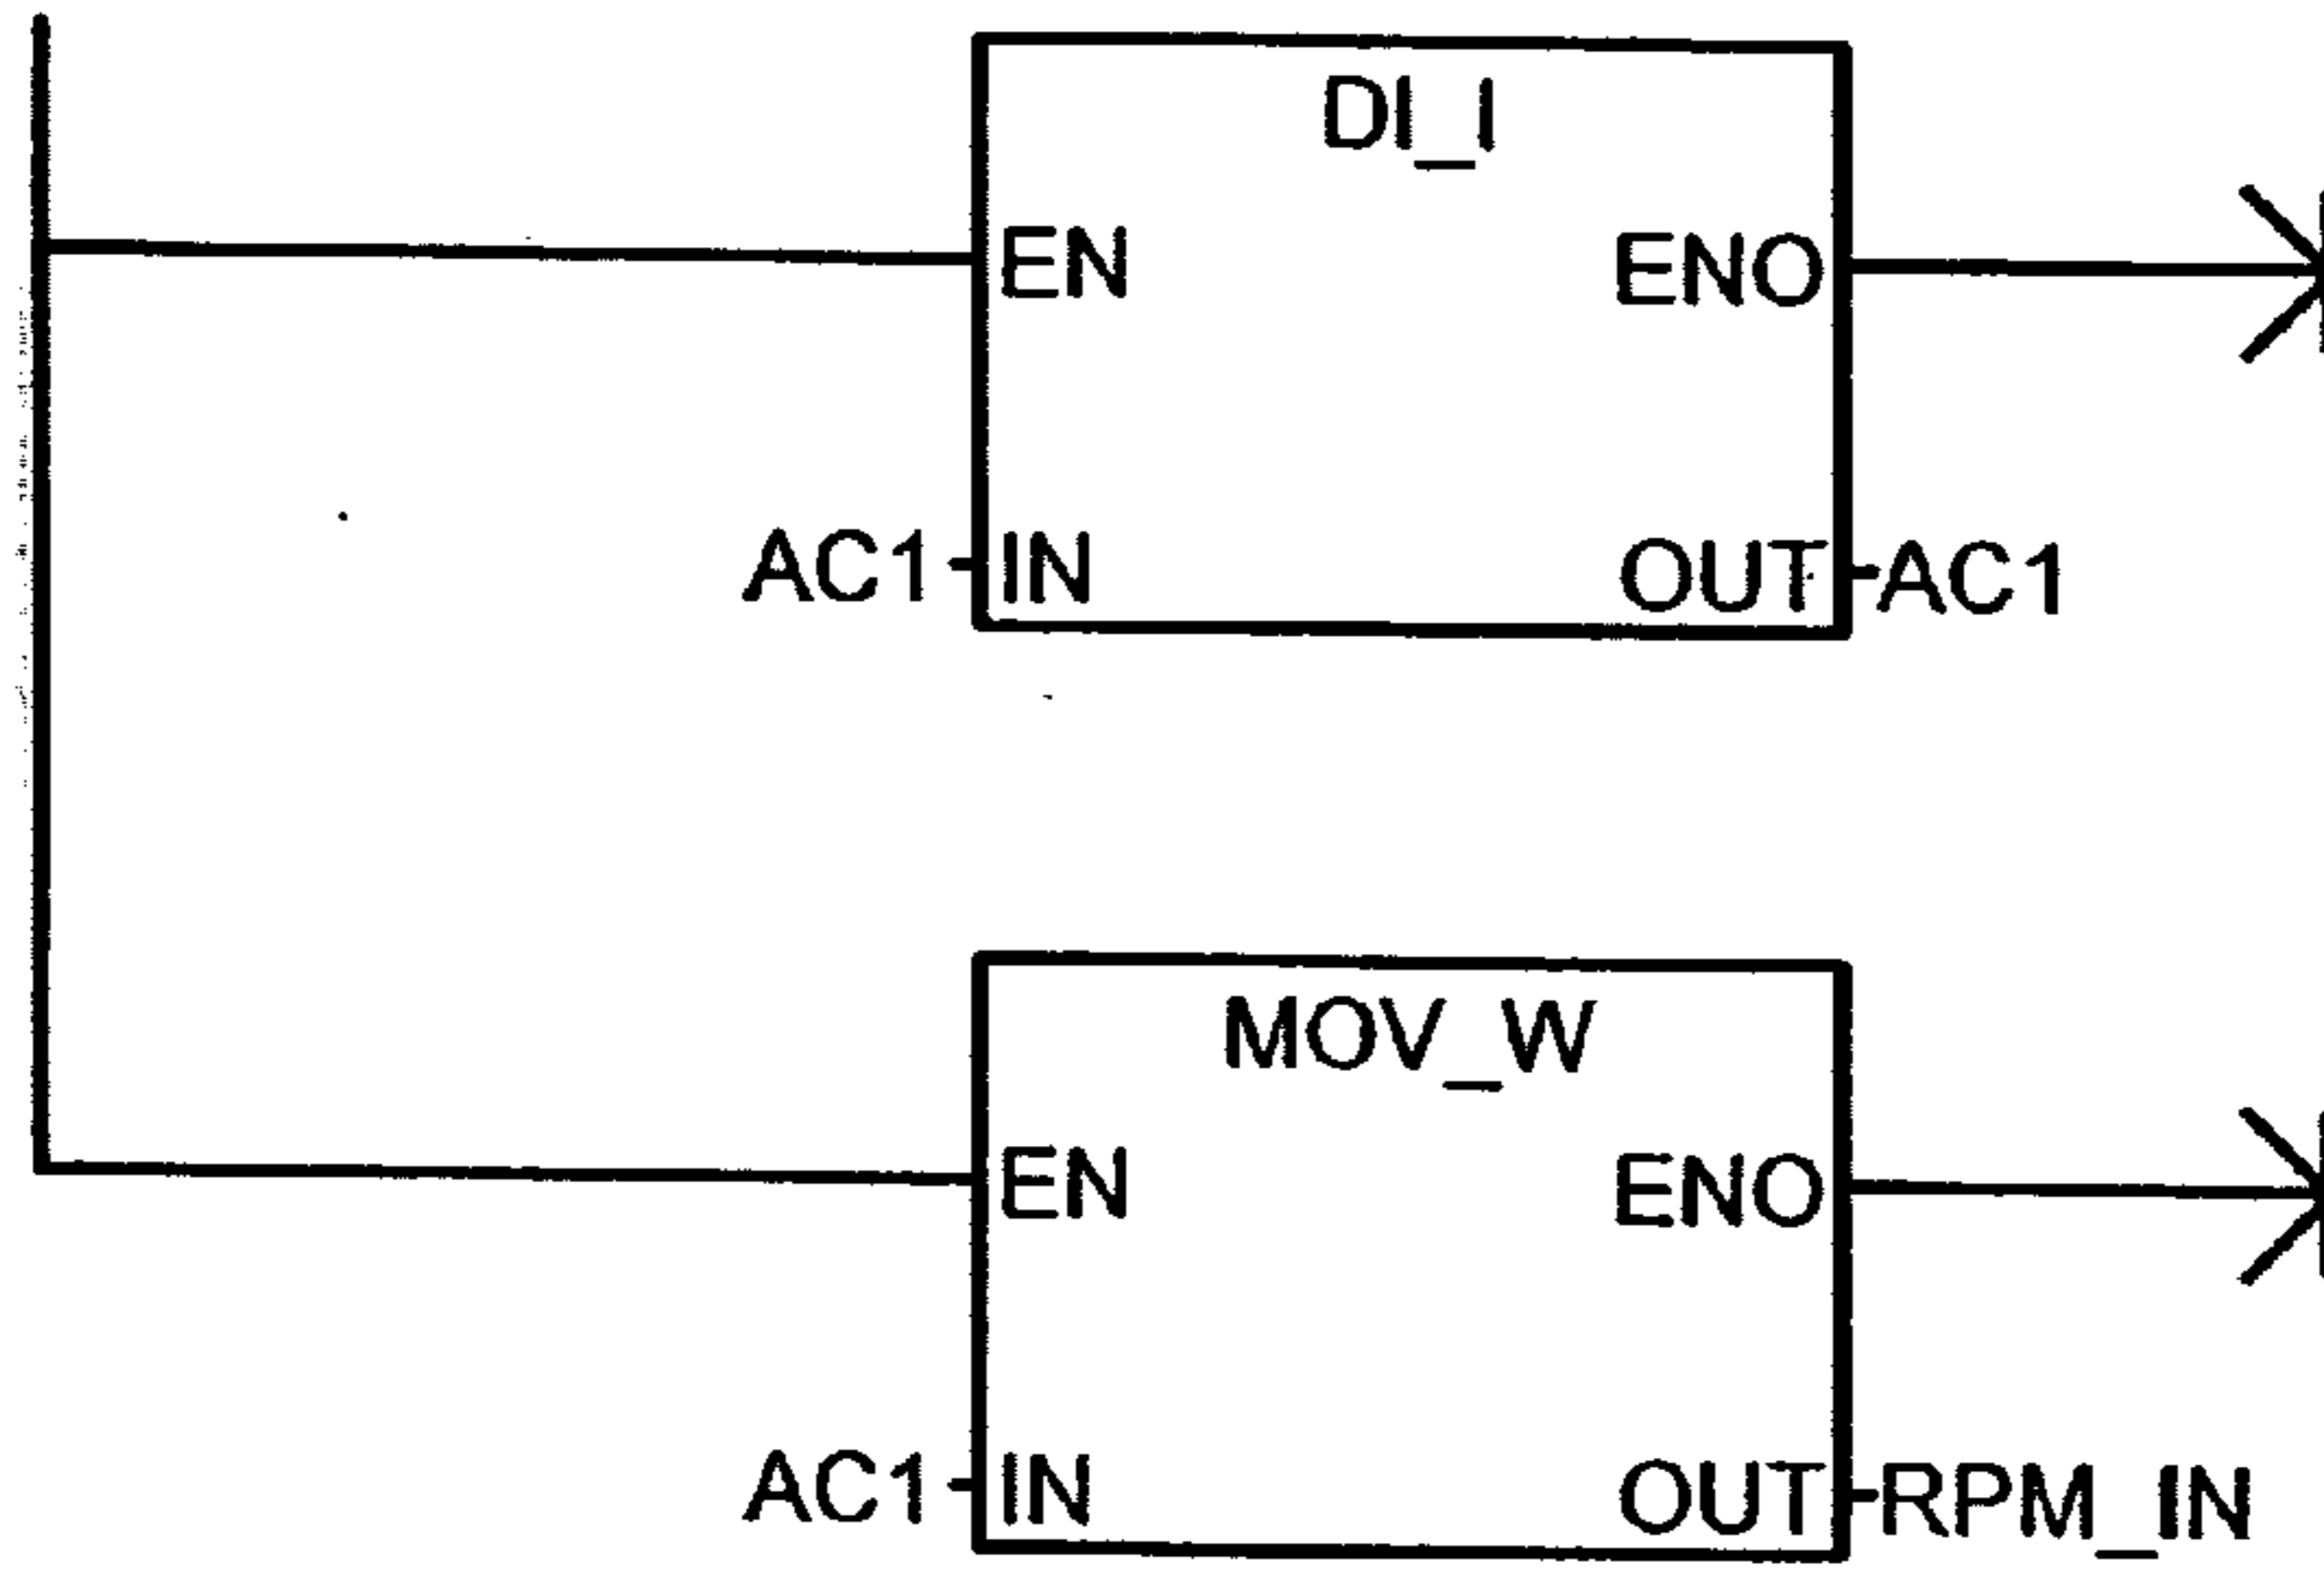 DI_I
EN ENO
AC1 IN OUT AC1
MOV_W
EN ENO
AC1 IN OUT RPM_IN